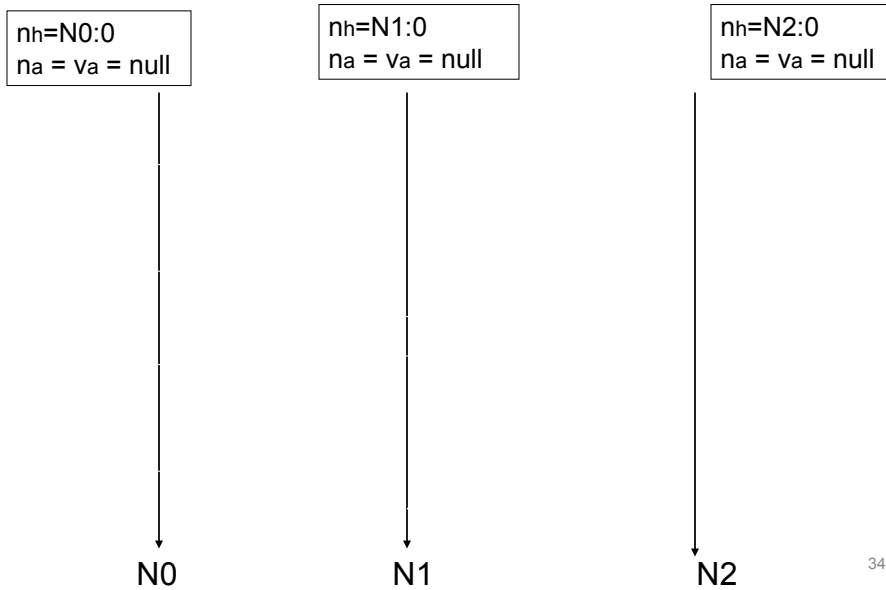 nh=N0:0
na = va = null
nh=N1:0
na = va = null
nh=N2:0
na = va = null
N0
N1
N2
34